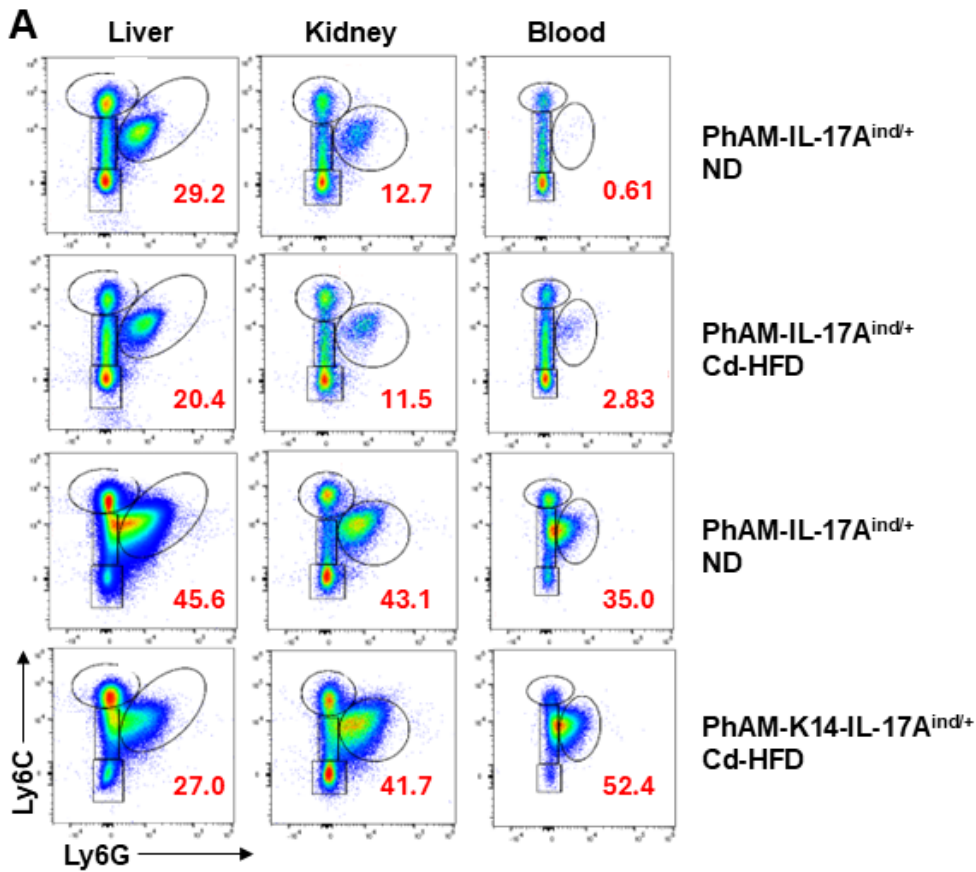 A
Liver Kidney Blood
29.2 12.7 0.61
PhAM-IL-17Aind/+
ND
20.4 11.5 2.83
PhAM-IL-17Aind/+
Cd-HFD
45.6 43.1 35.0
PhAM-IL-17Aind/+
ND
27.0 41.7 52.4
PhAM-K14-IL-17Aind/+
Cd-HFD
Ly6C
Ly6G